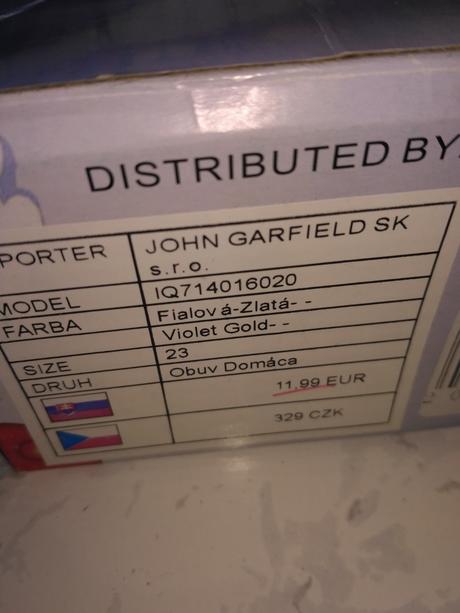 DISTRIBUTED BY
PORTER JOHN GARFIELD SK
s.r.o.
MODEL IQ714016020
FARBA Fialová-Zlatá- -
Violet Gold- -
SIZE 23
DRUH Obuv Domáca
11,99 EUR
329 CZK